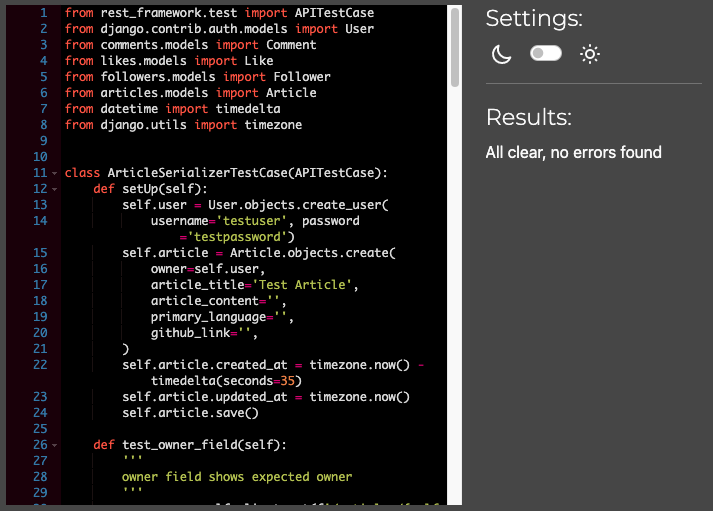 1 from rest_framework.test import APITestCase
2 from django.contrib.auth.models import User
3 from comments.models import Comment
4 from likes.models import Like
5 from followers.models import Follower
6 from articles.models import Article
7 from datetime import timedelta
8 from django.utils import timezone
9
10
11 class ArticleSerializerTestCase(APITestCase):
12 def setUp(self):
13 self.user = User.objects.create_user(
14 username='testuser', password
='testpassword')
15 self.article = Article.objects.create(
16 owner=self.user,
17 article_title='Test Article',
18 article_content='',
19 primary_language='',
20 github_link='',
21 )
22 self.article.created_at = timezone.now() -
timedelta(seconds=35)
23 self.article.updated_at = timezone.now()
24 self.article.save()
25
26 def test_owner_field(self):
27 '''
28 owner field shows expected owner
29 '''
Settings:
Results:
All clear, no errors found